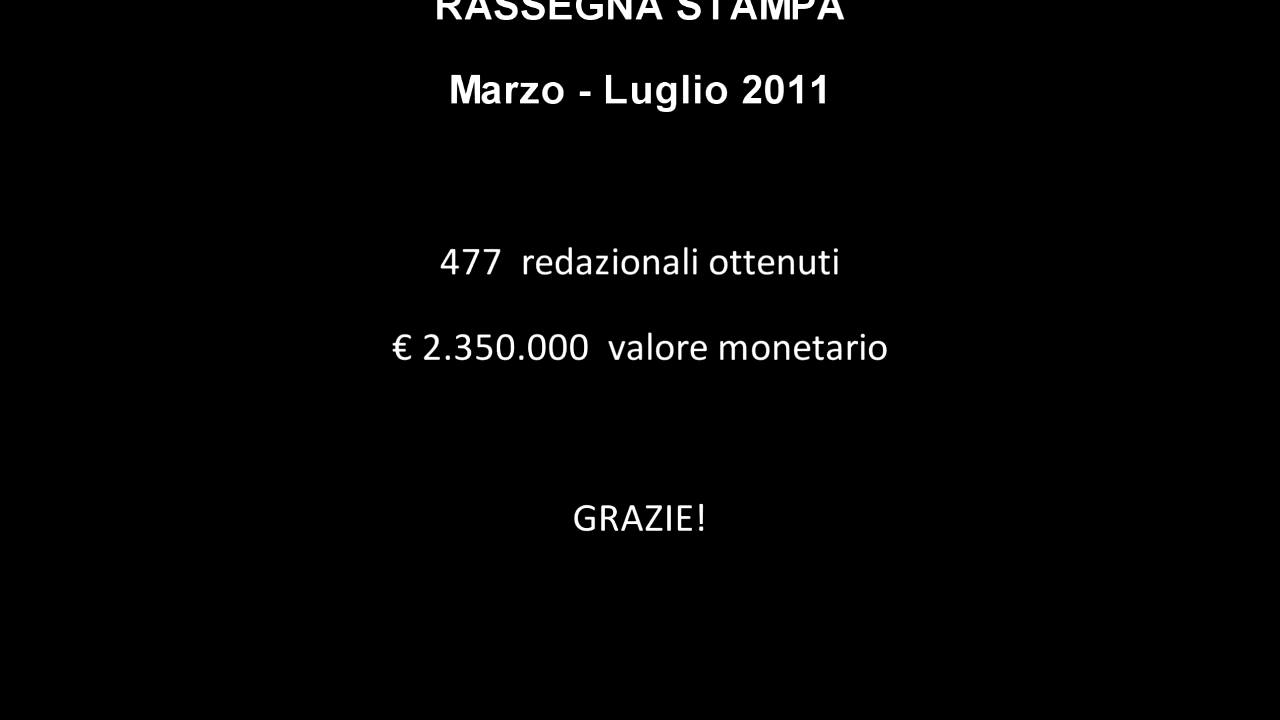 RASSEGNA STAMPA
Marzo - Luglio 2011
477 redazionali ottenuti
€ 2.350.000 valore monetario
GRAZIE!